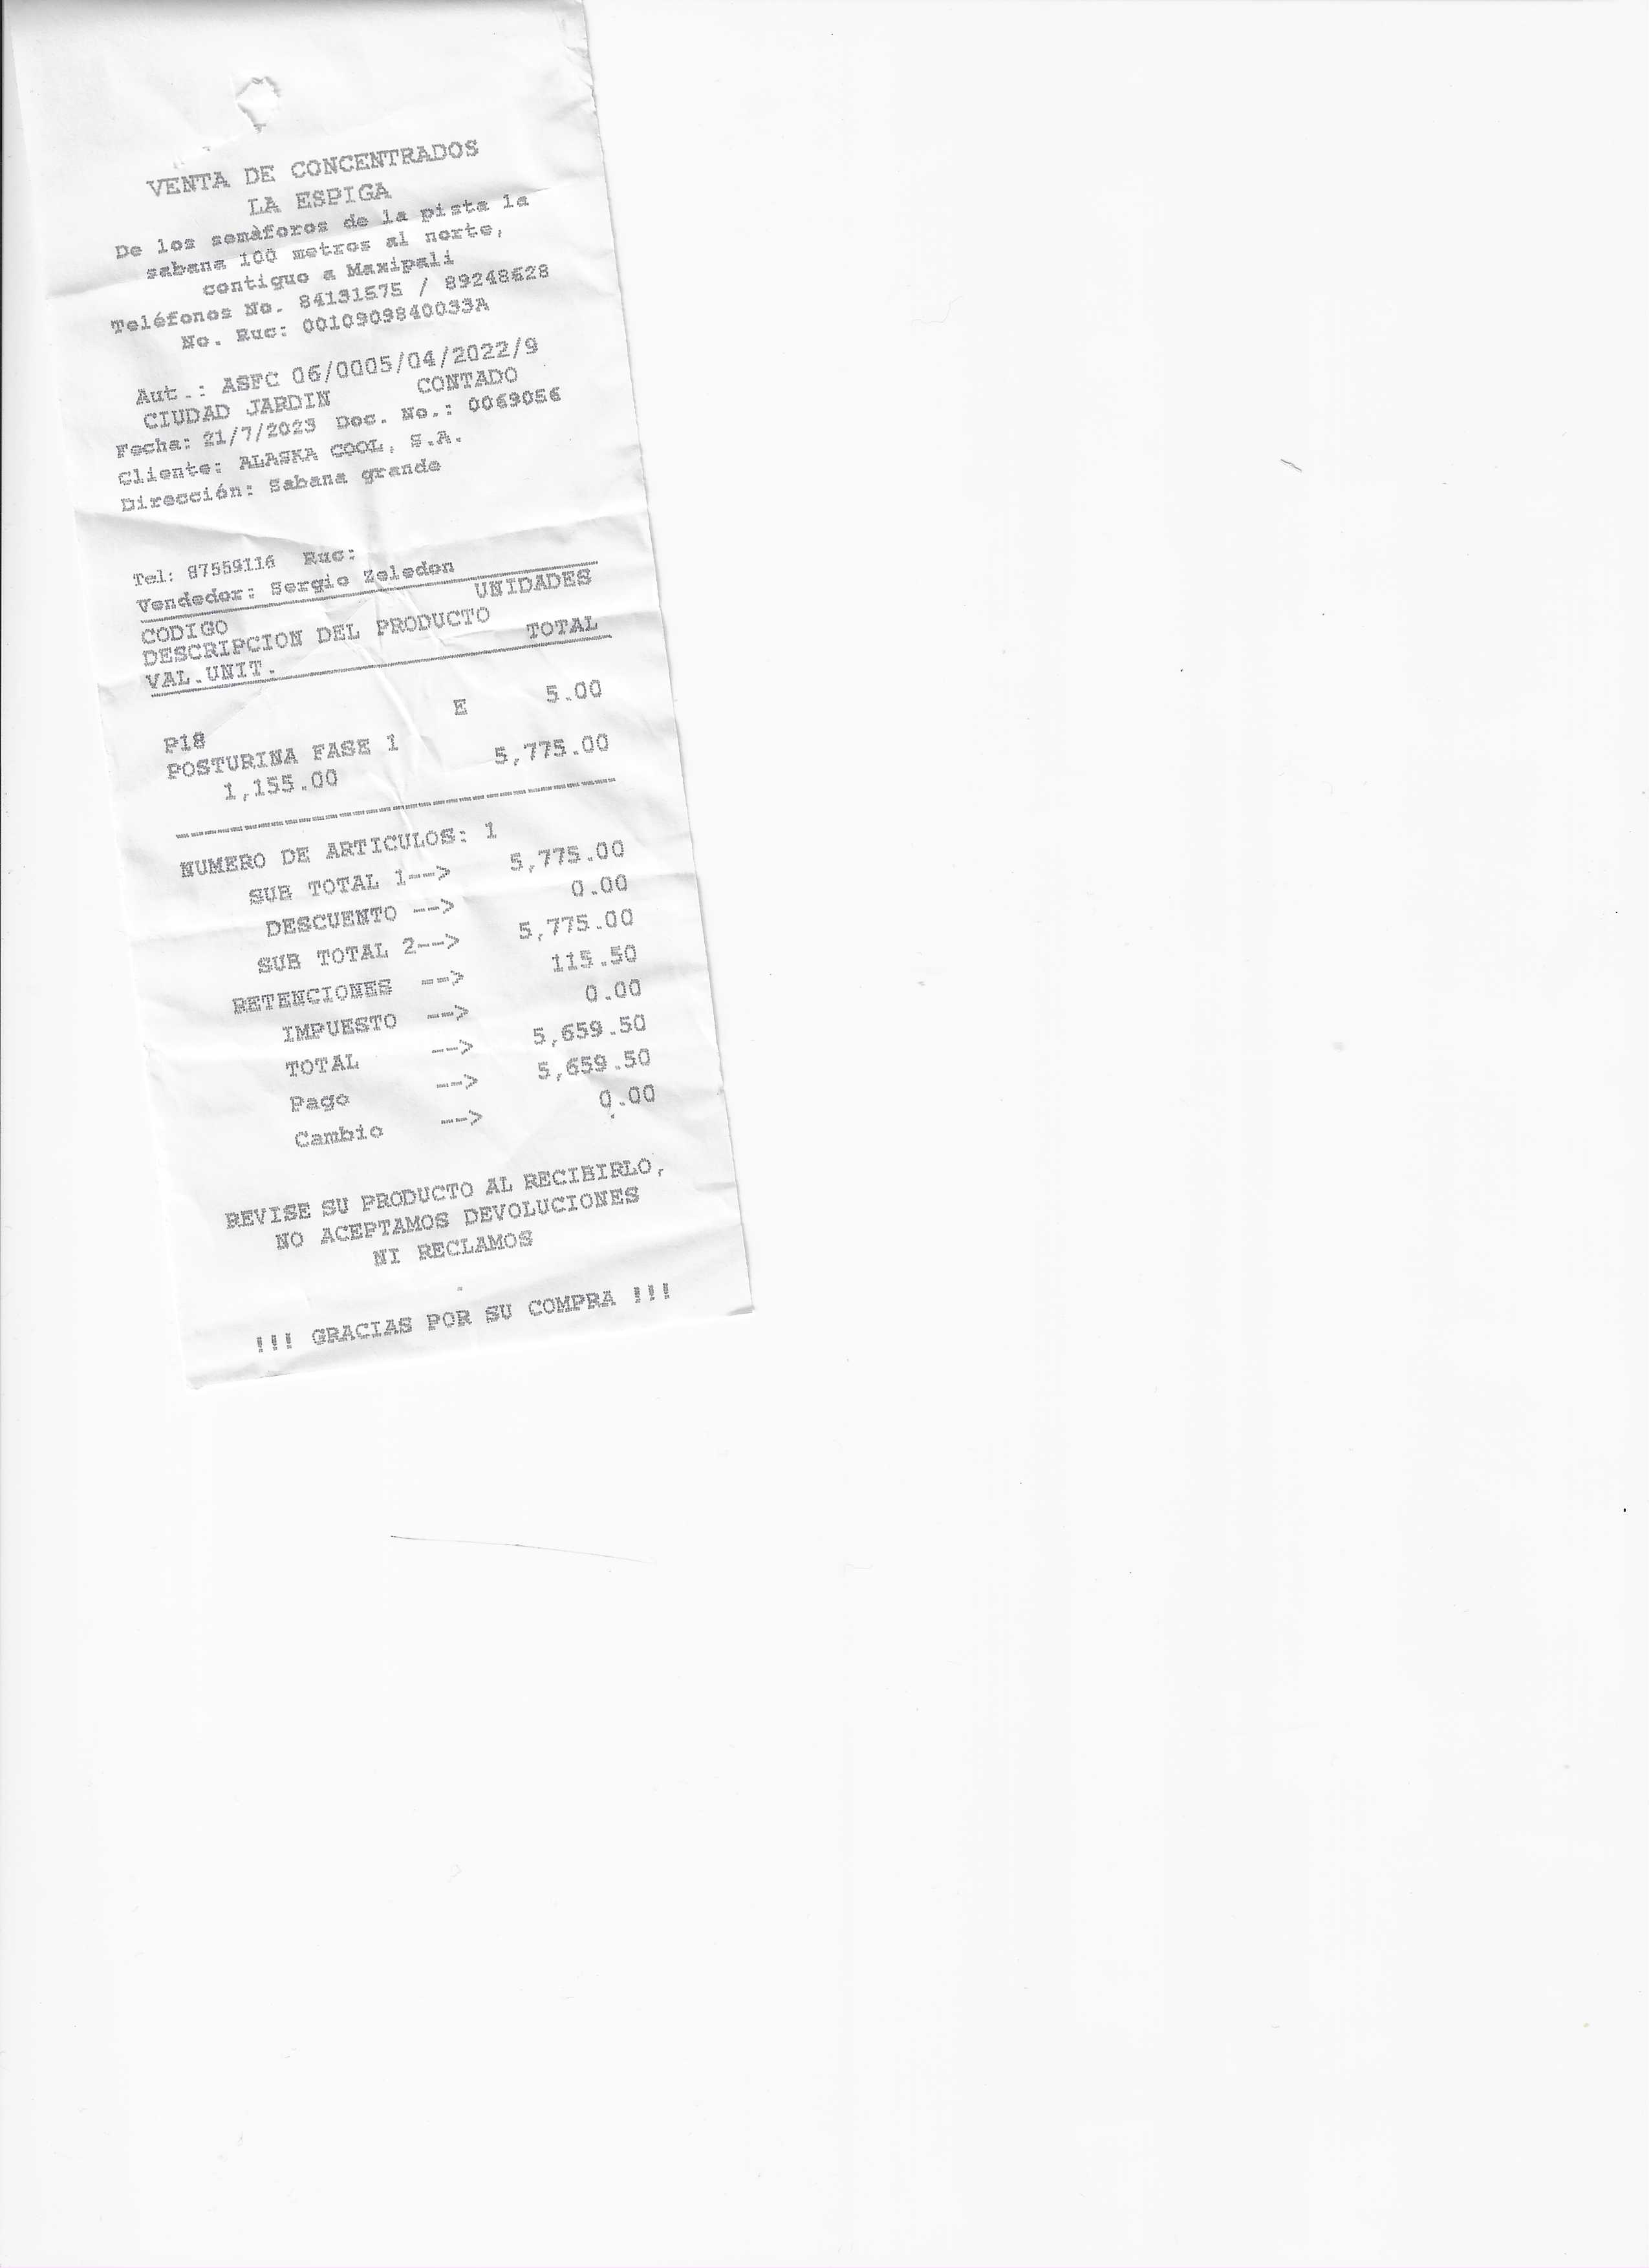 VENTA DE CONCENTRADOS
LA ESPIGA
De los semàforos de la pista la
sabana 100 metros al norte,
contiguo a Maxipali
Teléfonos No. 84131575 / 89248628
No. Ruc: 0010909840033A
Aut.: ASFC 06/0005/04/2022/9
CIUDAD JARDIN CONTADO
Fecha: 21/7/2023 Doc. No.: 0069056
Cliente: ALASKA COOL, S.A.
Dirección: Sabana grande
Tel: 87559116 Ruc:
Vendedor: Sergio Zeledon
CODIGO UNIDADES
DESCRIPCION DEL PRODUCTO
VAL.UNIT. TOTAL
P18 E 5.00
POSTURINA FASE 1
1,155.00 5,775.00
NUMERO DE ARTICULOS: 1
SUB TOTAL 1--> 5,775.00
DESCUENTO --> 0.00
SUB TOTAL 2--> 5,775.00
RETENCIONES --> 115.50
IMPUESTO --> 0.00
TOTAL --> 5,659.50
Pago --> 5,659.50
Cambio --> 0.00
REVISE SU PRODUCTO AL RECIBIRLO,
NO ACEPTAMOS DEVOLUCIONES
NI RECLAMOS
!!! GRACIAS POR SU COMPRA !!!